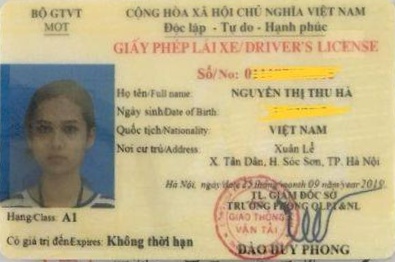 BỘ GTVT
MOT
CỘNG HÒA XÃ HỘI CHỦ NGHĨA VIỆT NAM
Độc lập - Tự do - Hạnh phúc
GIẤY PHÉP LÁI XE/DRIVER'S LICENSE
Số/No: 0
Họ tên/Full name: NGUYỄN THỊ THU HÀ
Ngày sinh/Date of Birth:
Quốc tịch/Nationality: VIỆT NAM
Nơi cư trú/Address: Xuân Lễ
X. Tân Dân, H. Sóc Sơn, TP. Hà Nội
Hà Nội, ngày/date 25 tháng/month 09 năm/year 2019
TL. GIÁM ĐỐC SỞ
TRƯỞNG PHÒNG QLPT&NL
GIAO THÔNG
VẬN TẢI
Hạng/Class: A1
Có giá trị đến/Expires: Không thời hạn
ĐÀO DUY PHONG